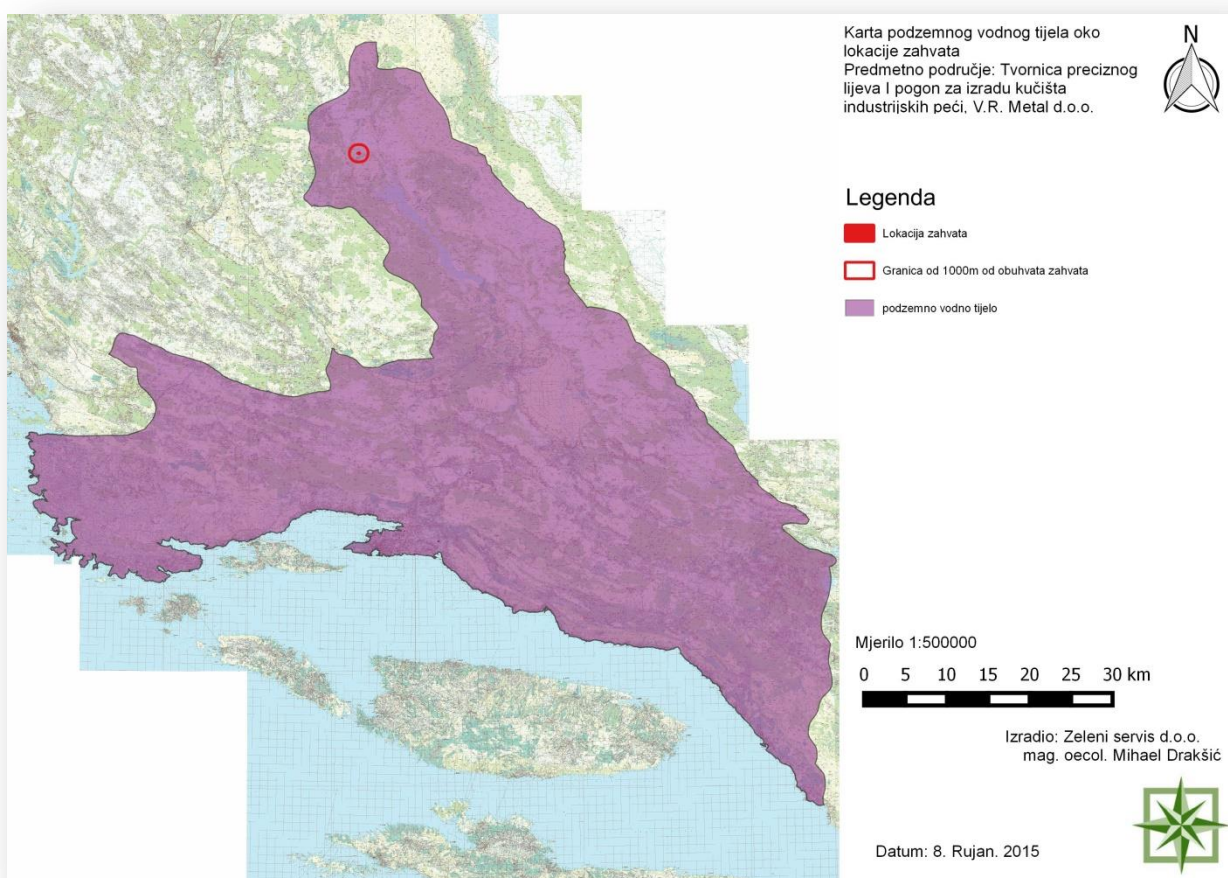 Karta podzemnog vodnog tijela oko
lokacije zahvata
Predmetno područje: Tvornica preciznog
lijeva I pogon za izradu kučišta
industrijskih peći, V.R. Metal d.o.o.
N
Legenda
Lokacija zahvata
Granica od 1000m od obuhvata zahvata
podzemno vodno tijelo
Mjerilo 1:500000
0 5 10 15 20 25 30 km
Izradio: Zeleni servis d.o.o.
mag. oecol. Mihael Drakšić
Datum: 8. Rujan. 2015